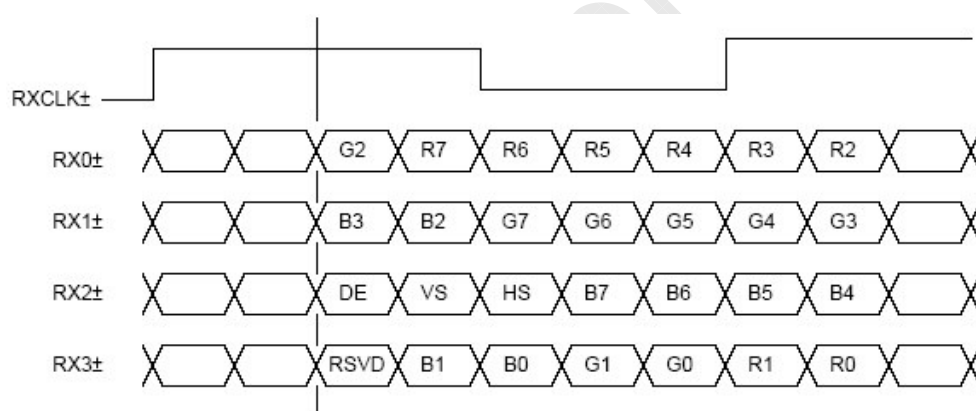 RXCLK±
RX0± G2 R7 R6 R5 R4 R3 R2
RX1± B3 B2 G7 G6 G5 G4 G3
RX2± DE VS HS B7 B6 B5 B4
RX3± RSVD B1 B0 G1 G0 R1 R0